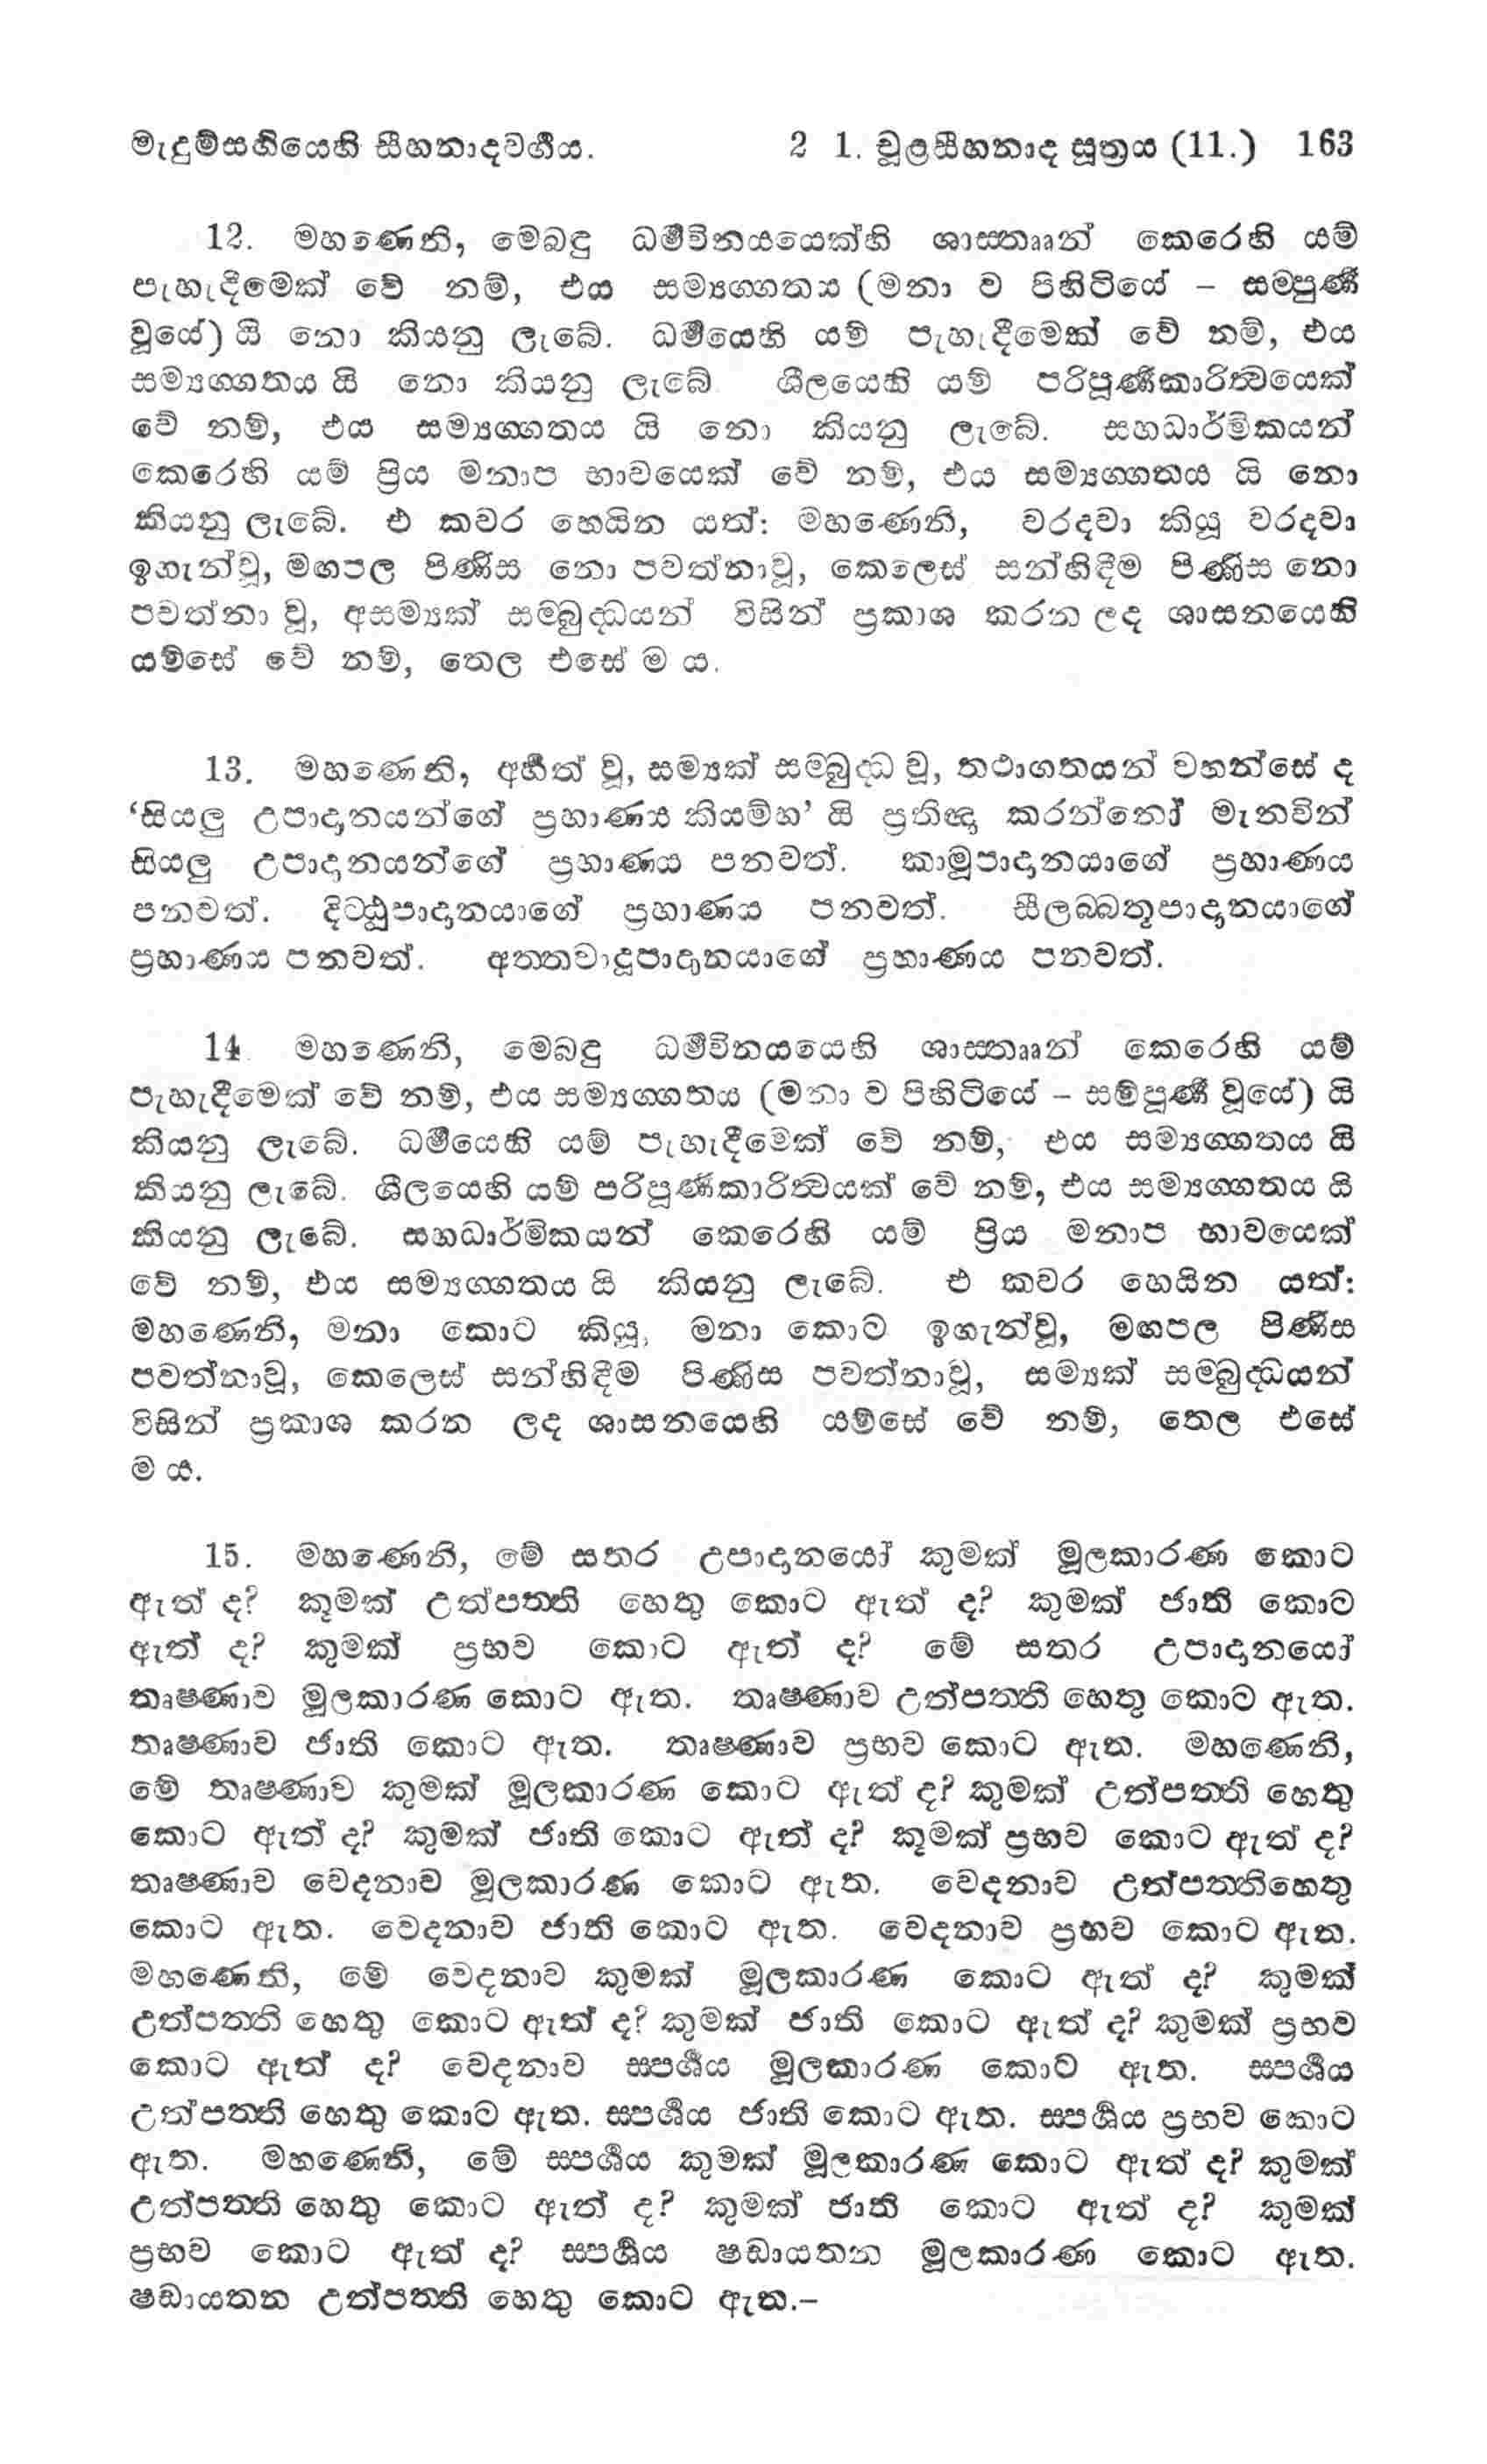 මැදුම්සඟියෙහි සීහනාදවර්‍ගය. 2 1. චූළසීහනාද සූත්‍රය (11.) 163
12. මහණෙනි, මෙබඳු ධර්‍මවිනයයෙක්හි ශාස්තෲන් කෙරෙහි යම්
පැහැදීමෙක් වේ නම්, එය සම්‍යග්ගතය (මනා ව පිහිටියේ – සම්පූර්‍ණ
වූයේ) යි නො කියනු ලැබේ. ධර්‍මයෙහි යම් පැහැදීමෙක් වේ නම්, එය
සම්‍යග්ගතය යි නො කියනු ලැබේ ශීලයෙහි යම් පරිපූර්‍ණකාරිත්‍වයෙක්
වේ නම්, එය සම්‍යග්ගතය යි නො කියනු ලැබේ. සහධාර්මිකයන්
කෙරෙහි යම් ප්‍රිය මනාප භාවයෙක් වේ නම්, එය සම්‍යග්ගතය යි නො
කියනු ලැබේ. එ කවර හෙයින යත්: මහණෙනි, වරදවා කියූ වරදවා
ඉගැන්වූ, මඟපල පිණිස නො පවත්නාවූ, කෙලෙස් සන්හිඳීම පිණිස නො
පවත්නා වූ, අසම්‍යක් සම්බුද්ධයන් විසින් ප්‍රකාශ කරන ලද ශාසනයෙහි
යම්සේ වේ නම්, තෙල එසේ ම ය.
13. මහණෙනි, අර්‍හත් වූ, සම්‍යක් සම්බුද්ධ වූ, තථාගතයන් වහන්සේ ද
‘සියලු උපාදානයන්ගේ ප්‍රහාණය කියම්හ’ යි ප්‍රතිඥා කරන්නෝ මැනවින්
සියලු උපාදානයන්ගේ ප්‍රහාණය පනවත්. කාමූපාදානයාගේ ප්‍රහාණය
පනවත්. දිට්ඨූපාදානයාගේ ප්‍රහාණය පනවත්. සීලබ්බතූපාදානයාගේ
ප්‍රහාණය පනවත්. අත්තවාදූපාදානයාගේ ප්‍රහාණය පනවත්.
14. මහණෙනි, මෙබඳු ධර්‍මවිනයයෙහි ශාස්තෲන් කෙරෙහි යම්
පැහැදීමෙක් වේ නම්, එය සම්‍යග්ගතය (මනා ව පිහිටියේ – සම්පූර්‍ණ වූයේ) යි
කියනු ලැබේ. ධර්‍මයෙහි යම් පැහැදීමෙක් වේ නම්, එය සම්‍යග්ගතය යි
කියනු ලැබේ. ශීලයෙහි යම් පරිපූර්‍ණකාරිත්‍වයක් වේ නම්, එය සම්‍යග්ගතය යි
කියනු ලැබේ. සහධාර්මිකයන් කෙරෙහි යම් ප්‍රිය මනාප භාවයෙක්
වේ නම්, එය සම්‍යග්ගතය යි කියනු ලැබේ. එ කවර හෙයින යත්:
මහණෙනි, මනා කොට කියූ, මනා කොට ඉගැන්වූ, මඟපල පිණිස
පවත්නාවූ, කෙලෙස් සන්හිඳීම පිණිස පවත්නාවූ, සම්‍යක් සම්බුද්ධයන්
විසින් ප්‍රකාශ කරන ලද ශාසනයෙහි යම්සේ වේ නම්, තෙල එසේ
ම ය.
15. මහණෙනි, මේ සතර උපාදානයෝ කුමක් මූලකාරණ කොට
ඇත් ද? කුමක් උත්පත්ති හෙතු කොට ඇත් ද? කුමක් ජාති කොට
ඇත් ද? කුමක් ප්‍රභව කොට ඇත් ද? මේ සතර උපාදානයෝ
තෘෂණාව මූලකාරණ කොට ඇත. තෘෂණාව උත්පත්ති හෙතු කොට ඇත.
තෘෂණාව ජාති කොට ඇත. තෘෂණාව ප්‍රභව කොට ඇත. මහණෙනි,
මේ තෘෂණාව කුමක් මූලකාරණ කොට ඇත් ද? කුමක් උත්පත්ති හෙතු
කොට ඇත් ද? කුමක් ජාති කොට ඇත් ද? කුමක් ප්‍රභව කොට ඇත් ද?
තෘෂණාව වෙදනාව මූලකාරණ කොට ඇත. වෙදනාව උත්පත්තිහෙතු
කොට ඇත. වෙදනාව ජාති කොට ඇත. වෙදනාව ප්‍රභව කොට ඇත.
මහණෙනි, මේ වෙදනාව කුමක් මූලකාරණ කොට ඇත් ද? කුමක්
උත්පත්ති හෙතු කොට ඇත් ද? කුමක් ජාති කොට ඇත් ද? කුමක් ප්‍රභව
කොට ඇත් ද? වෙදනාව ස්පර්‍ශය මූලකාරණ කොට ඇත. ස්පර්‍ශය
උත්පත්ති හෙතු කොට ඇත. ස්පර්‍ශය ජාති කොට ඇත. ස්පර්‍ශය ප්‍රභව කොට
ඇත. මහණෙනි, මේ ස්පර්‍ශය කුමක් මූලකාරණ කොට ඇත් ද? කුමක්
උත්පත්ති හෙතු කොට ඇත් ද? කුමක් ජාති කොට ඇත් ද? කුමක්
ප්‍රභව කොට ඇත් ද? ස්පර්‍ශය ෂඩායතන මූලකාරණ කොට ඇත.
ෂඩායතන උත්පත්ති හෙතු කොට ඇත.–